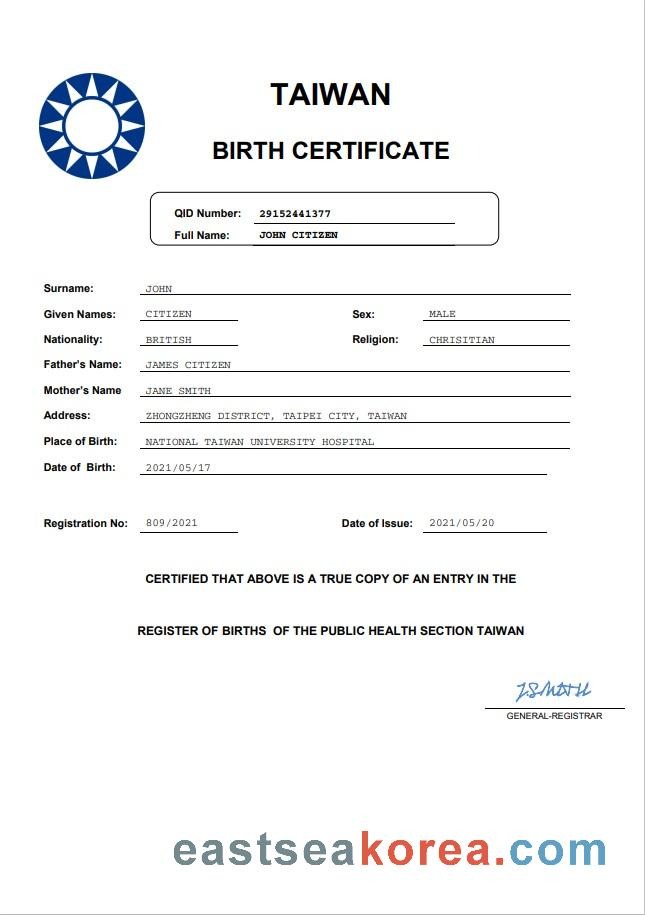 TAIWAN
BIRTH CERTIFICATE
QID Number: 29152441377
Full Name: JOHN CITIZEN
Surname: JOHN
Given Names: CITIZEN Sex: MALE
Nationality: BRITISH Religion: CHRISITIAN
Father's Name: JAMES CITIZEN
Mother's Name JANE SMITH
Address: ZHONGZHENG DISTRICT, TAIPEI CITY, TAIWAN
Place of Birth: NATIONAL TAIWAN UNIVERSITY HOSPITAL
Date of Birth: 2021/05/17
Registration No: 809/2021 Date of Issue: 2021/05/20
CERTIFIED THAT ABOVE IS A TRUE COPY OF AN ENTRY IN THE
REGISTER OF BIRTHS OF THE PUBLIC HEALTH SECTION TAIWAN
J.SMITH
GENERAL-REGISTRAR
eastseakorea.com